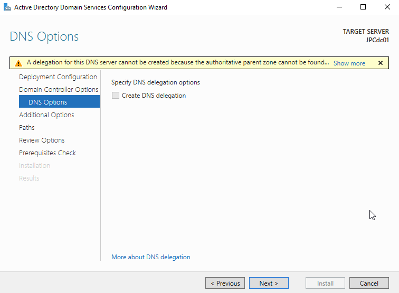 Active Directory Domain Services Configuration Wizard
DNS Options
TARGET SERVER
IPCdc01
A delegation for this DNS server cannot be created because the authoritative parent zone cannot be found... Show more
Deployment Configuration
Domain Controller Options
DNS Options
Additional Options
Paths
Review Options
Prerequisites Check
Installation
Results
Specify DNS delegation options
Create DNS delegation
More about DNS delegation
< Previous
Next >
Install
Cancel